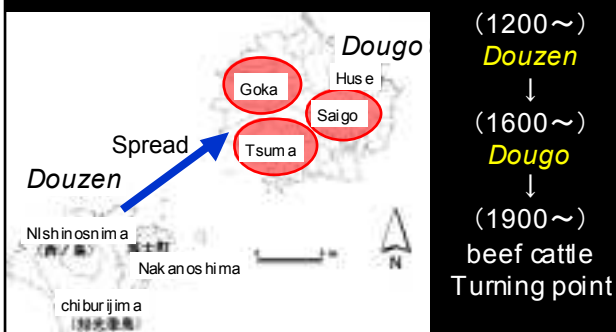 Dougo
Huse
Goka
Saigo
Tsuma
Spread
Douzen
NIshinosnima
Nakanoshima
N
chiburijima
(1200～)
Douzen
↓
(1600～)
Dougo
↓
(1900～)
beef cattle
Turning point